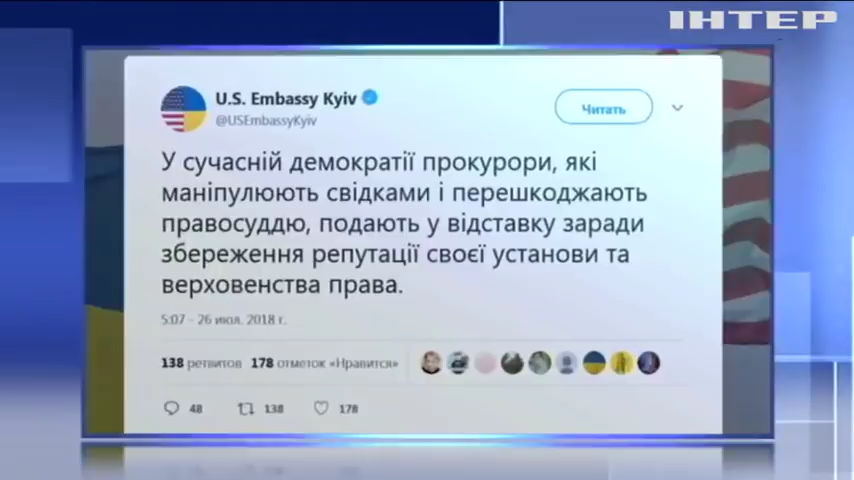 ІНТЕР
U.S. Embassy Kyiv
@USEmbassyKyiv
Читать
У сучасній демократії прокурори, які
маніпулюють свідками і перешкоджають
правосуддю, подають у відставку заради
збереження репутації своєї установи та
верховенства права.
5:07 - 26 июл. 2018 г.
138 ретвитов 178 отметок «Нравится»
48 138 178